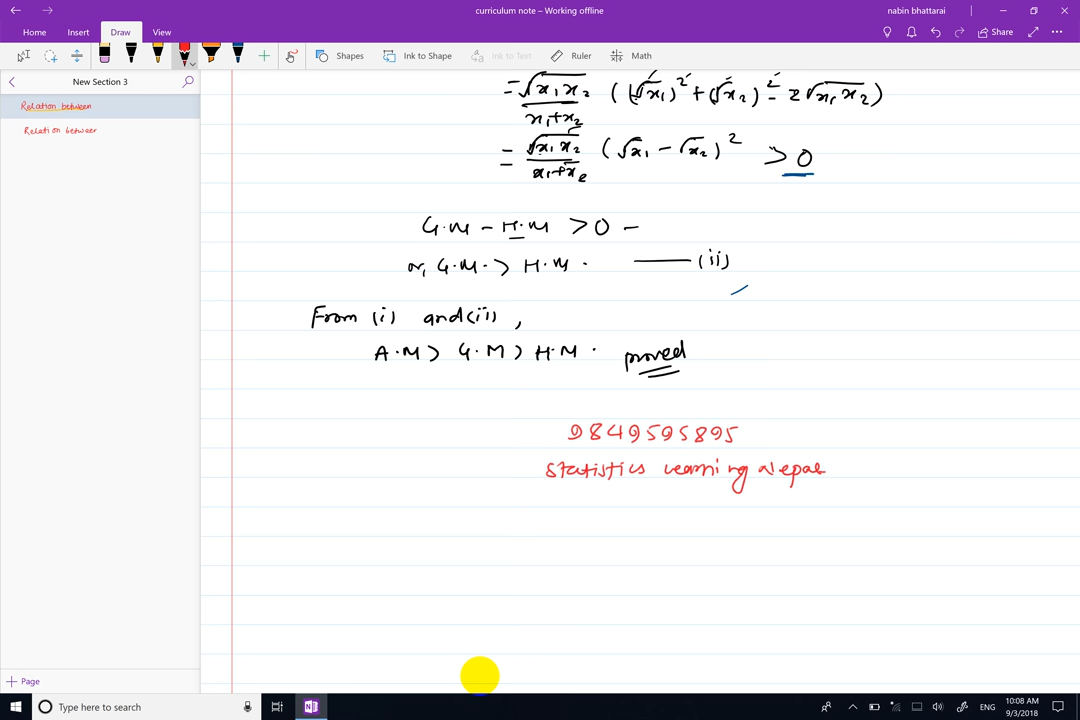 curriculum note – Working offline
nabin bhattarai
Home Insert Draw View
Share
Shapes Ink to Shape Ink to Text Ruler Math
New Section 3
Relation between
Relation between
= √x₁x₂ / x₁+x₂ ((√x₁)² + (√x₂)² - 2√x₁x₂)
= √x₁x₂ / x₁+x₂ (√x₁ - √x₂)² > 0
G.M - H.M > 0 -
or, G.M. > H.M. —— (ii)
From (i) and (ii),
A.M > G.M > H.M. proved
9849595895
Statistics Learning Nepal
+ Page
Type here to search
ENG
10:08 AM
9/3/2018